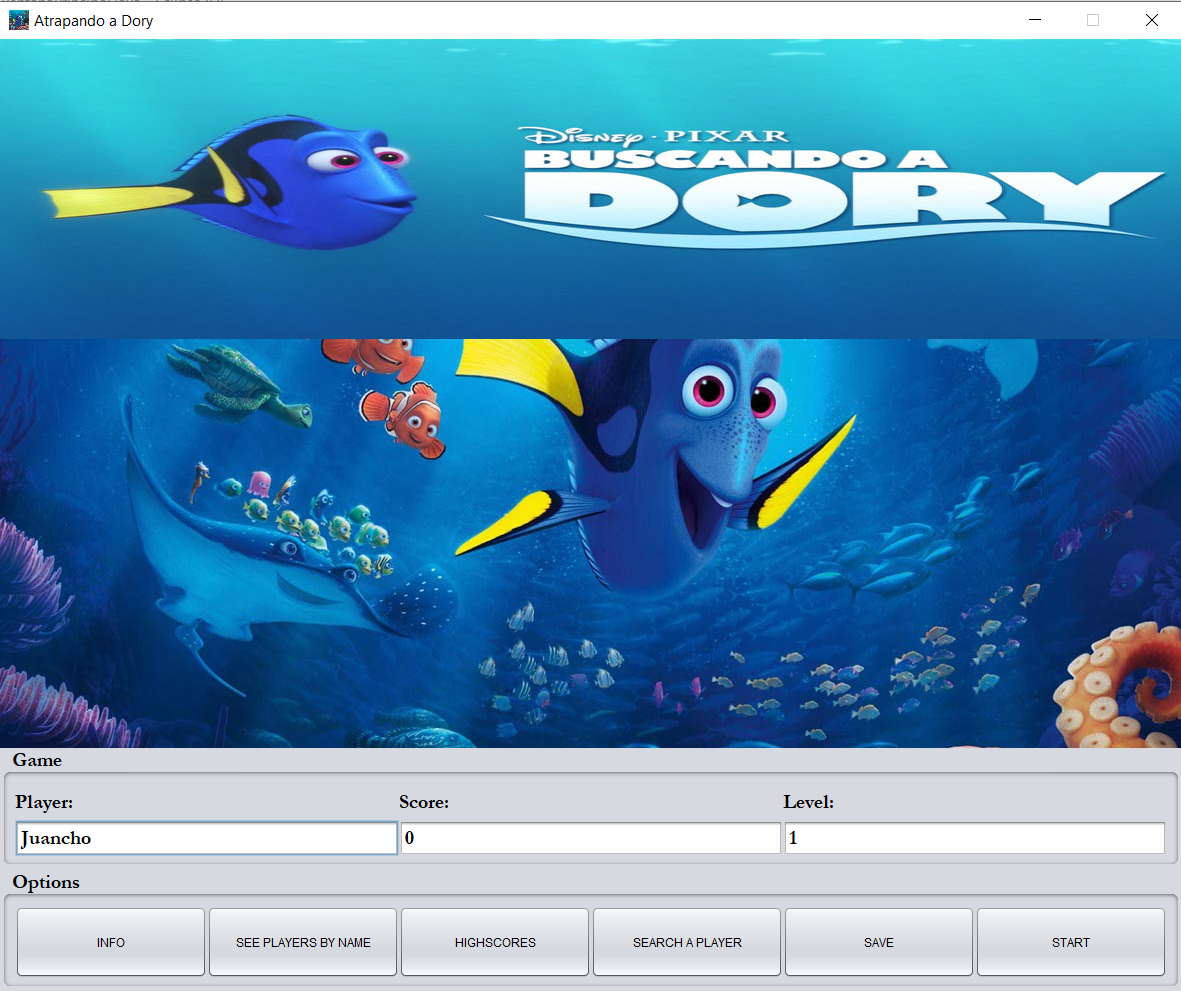 Atrapando a Dory
Disney · PIXAR
BUSCANDO A
DORY
Game
Player: Score: Level:
Juancho 0 1
Options
INFO SEE PLAYERS BY NAME HIGHSCORES SEARCH A PLAYER SAVE START